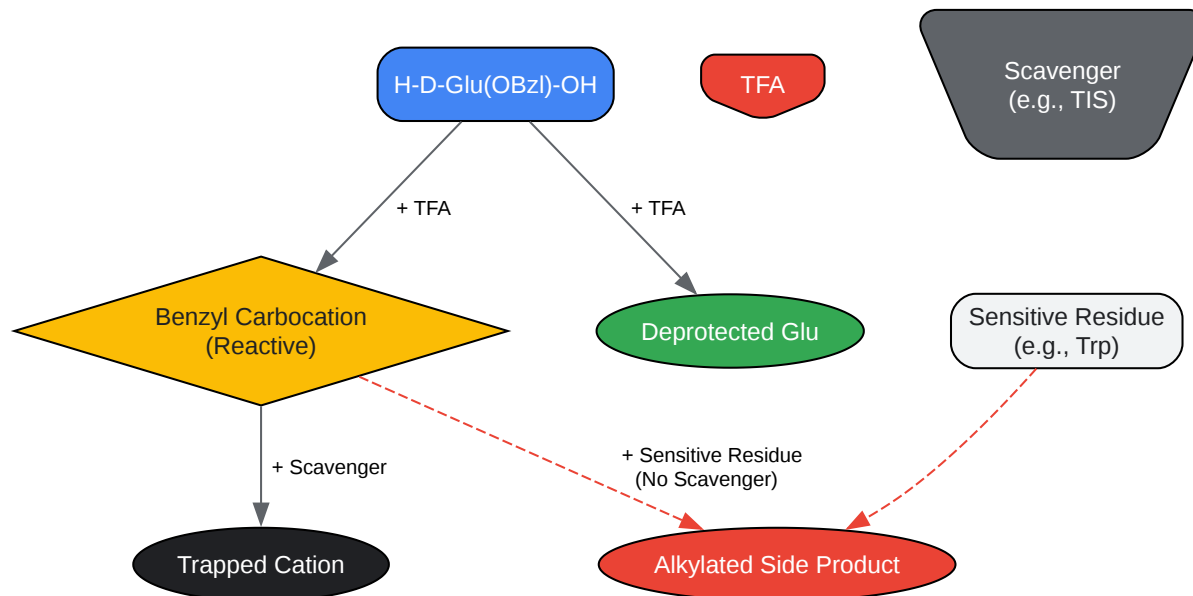 H-D-Glu(OBzl)-OH
TFA
Scavenger
(e.g., TIS)
+ TFA
+ TFA
Benzyl Carbocation
(Reactive)
Deprotected Glu
Sensitive Residue
(e.g., Trp)
+ Scavenger
+ Sensitive Residue
(No Scavenger)
Trapped Cation
Alkylated Side Product